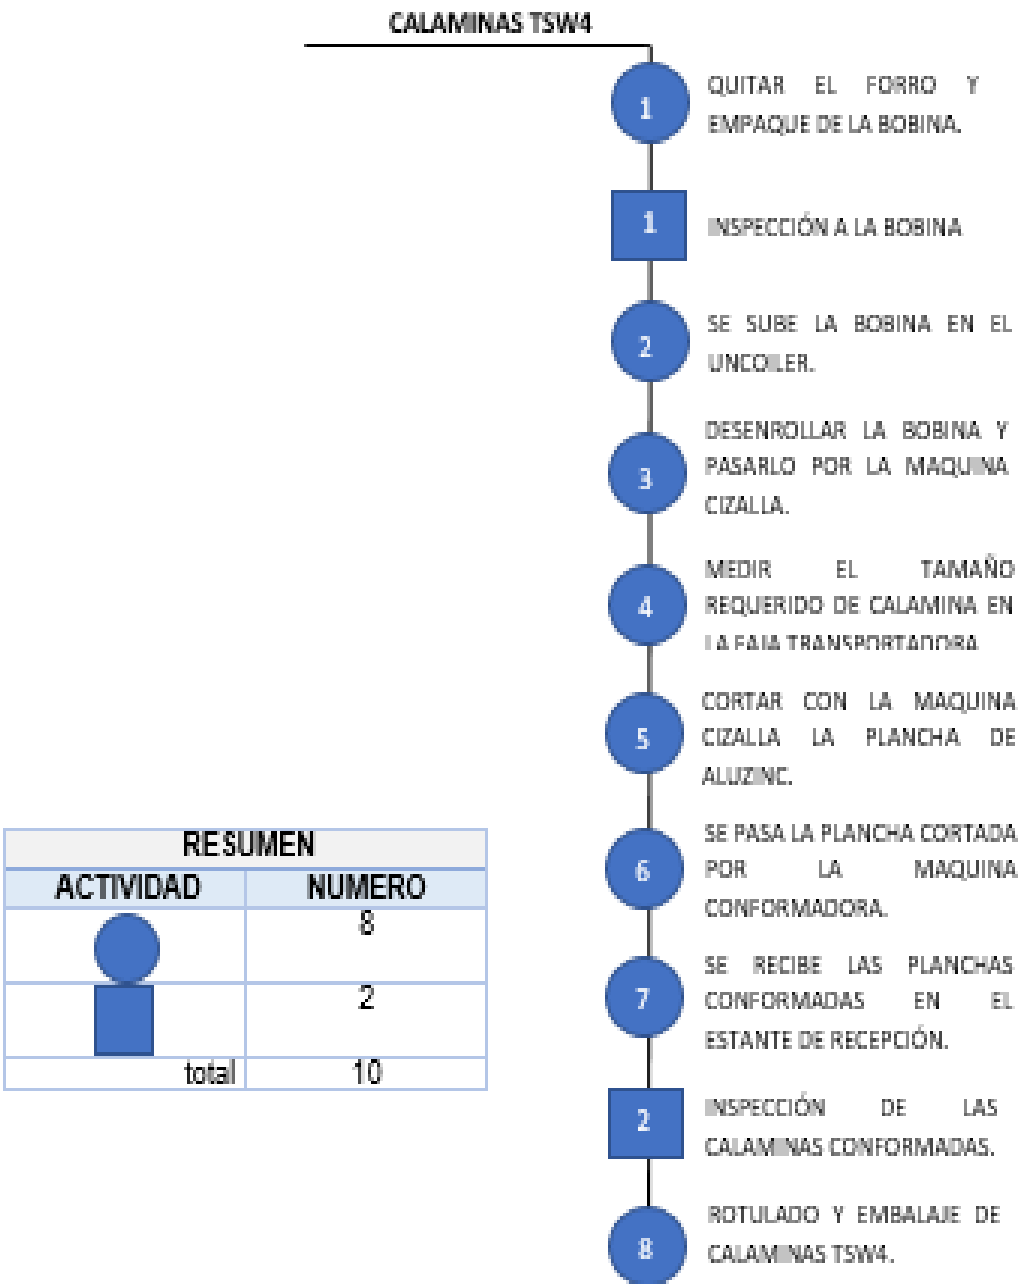 CALAMINAS TSW4
1
QUITAR EL FORRO Y
EMPAQUE DE LA BOBINA.
1
INSPECCIÓN A LA BOBINA
2
SE SUBE LA BOBINA EN EL
UNCOILER.
3
DESENROLLAR LA BOBINA Y
PASARLO POR LA MAQUINA
CIZALLA.
4
MEDIR EL TAMAÑO
REQUERIDO DE CALAMINA EN
LA FAJA TRANSPORTADORA
5
CORTAR CON LA MAQUINA
CIZALLA LA PLANCHA DE
ALUZINC.
6
SE PASA LA PLANCHA CORTADA
POR LA MAQUINA
CONFORMADORA.
7
SE RECIBE LAS PLANCHAS
CONFORMADAS EN EL
ESTANTE DE RECEPCIÓN.
2
INSPECCIÓN DE LAS
CALAMINAS CONFORMADAS.
8
ROTULADO Y EMBALAJE DE
CALAMINAS TSW4.
RESUMEN
ACTIVIDAD NUMERO
8
2
total 10